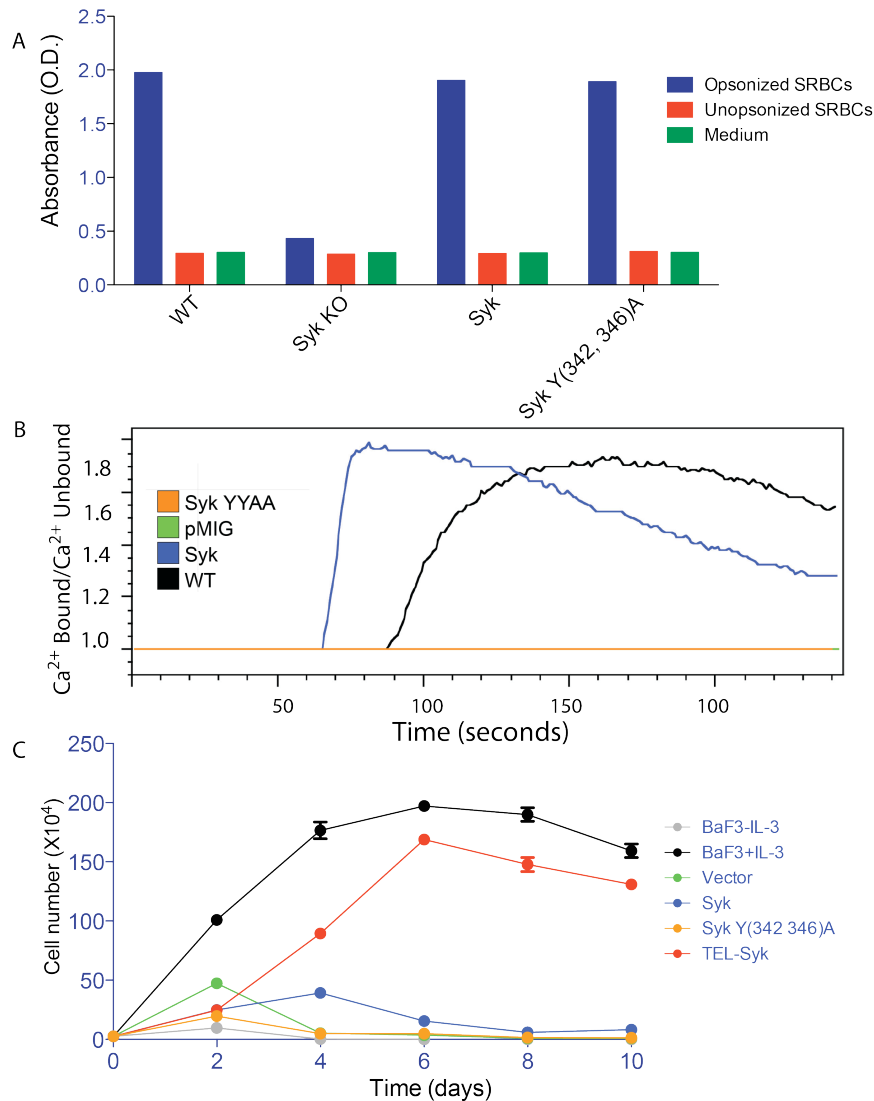 A
Absorbance (O.D.)
2.5
2.0
1.5
1.0
0.5
0.0
WT
Syk KO
Syk
Syk Y(342, 346)A
Opsonized SRBCs
Unopsonized SRBCs
Medium
B
Ca2+ Bound/Ca2+ Unbound
1.8
1.6
1.4
1.2
1.0
Syk YYAA
pMIG
Syk
WT
50
100
150
100
Time (seconds)
C
Cell number (X104)
250
200
150
100
50
0
0
2
4
6
8
10
Time (days)
BaF3-IL-3
BaF3+IL-3
Vector
Syk
Syk Y(342 346)A
TEL-Syk